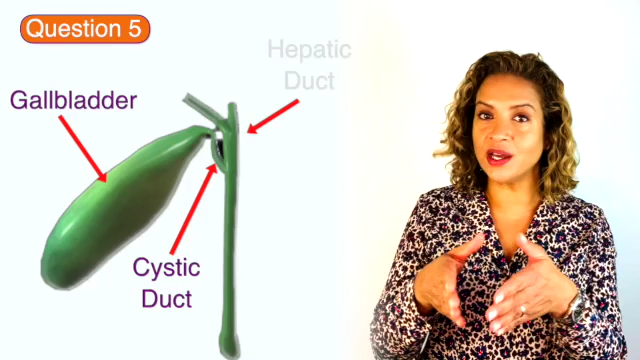 Question 5
Hepatic
Duct
Gallbladder
Cystic
Duct